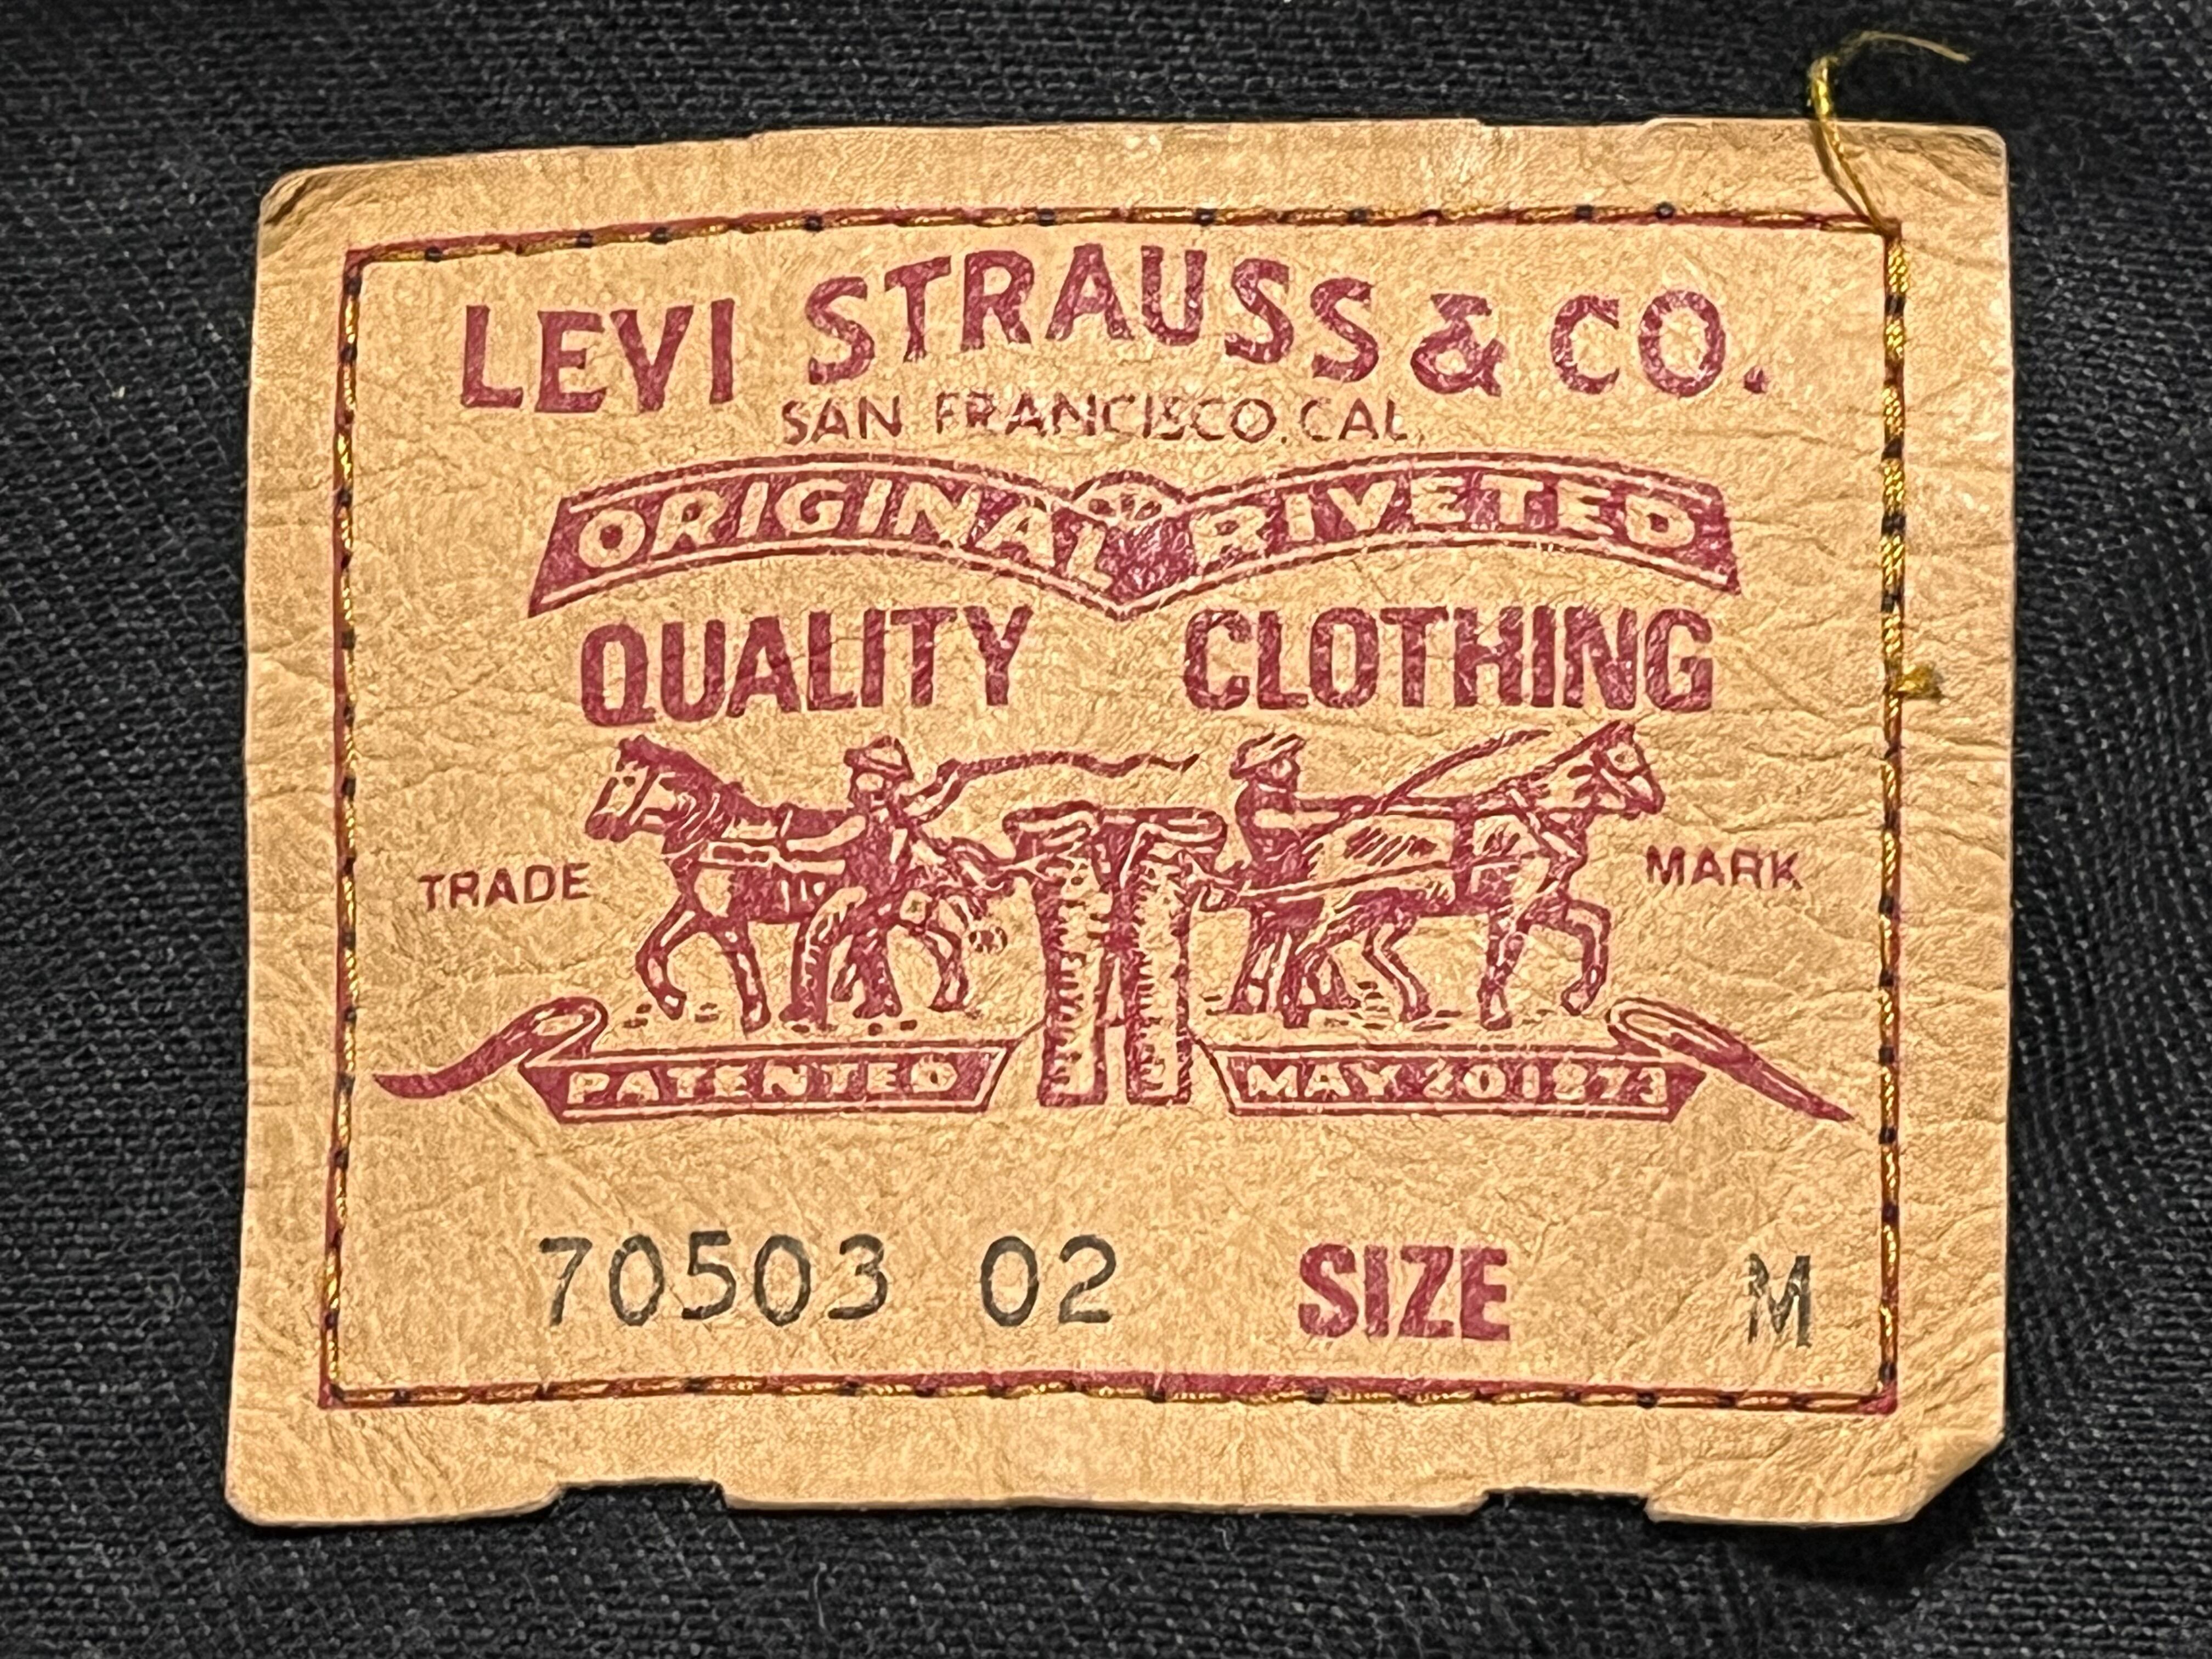 LEVI STRAUSS & CO.
SAN FRANCISCO, CAL.
ORIGINAL RIVETED
QUALITY CLOTHING
TRADE MARK
®
PATENTED MAY 20 1873
70503 02 SIZE M